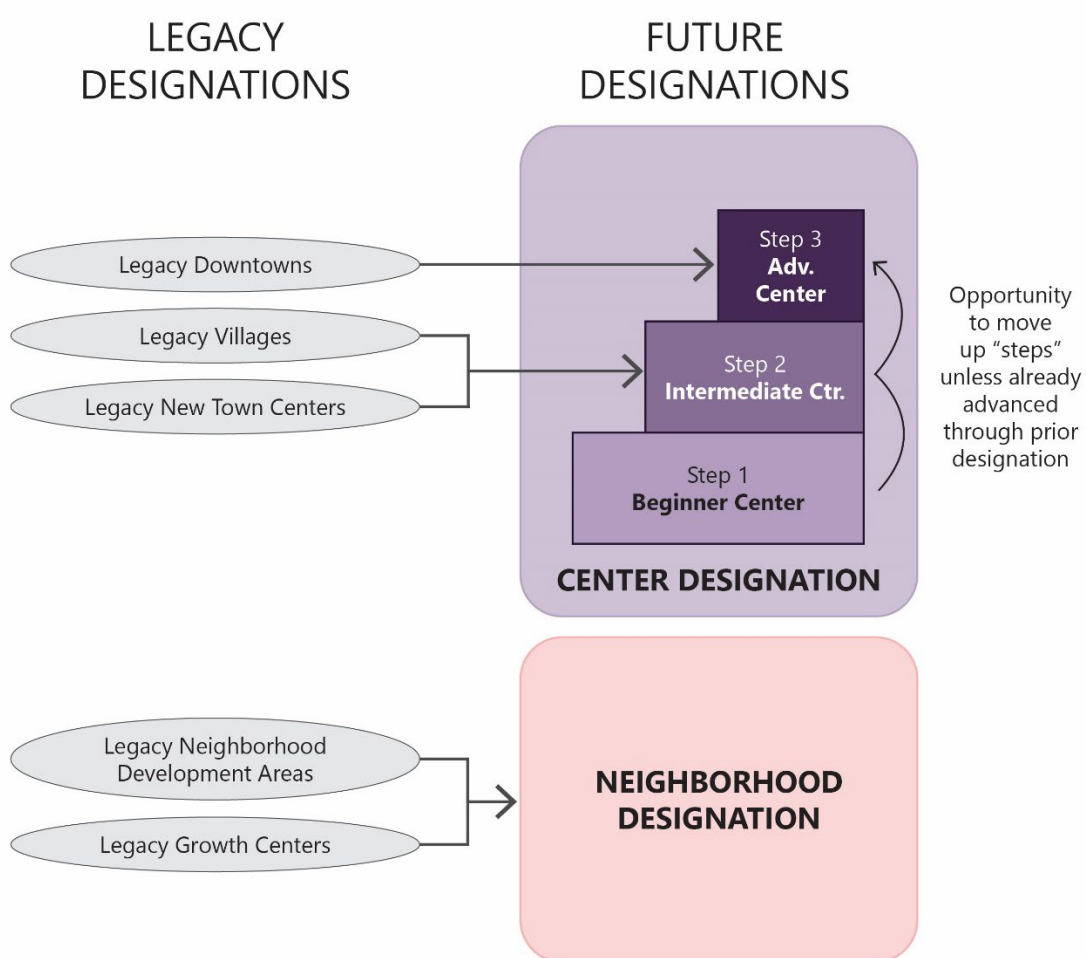 LEGACY
DESIGNATIONS
FUTURE
DESIGNATIONS
Legacy Downtowns
Legacy Villages
Legacy New Town Centers
Step 3
Adv.
Center
Step 2
Intermediate Ctr.
Step 1
Beginner Center
CENTER DESIGNATION
Opportunity
to move
up “steps”
unless already
advanced
through prior
designation
Legacy Neighborhood
Development Areas
Legacy Growth Centers
NEIGHBORHOOD
DESIGNATION